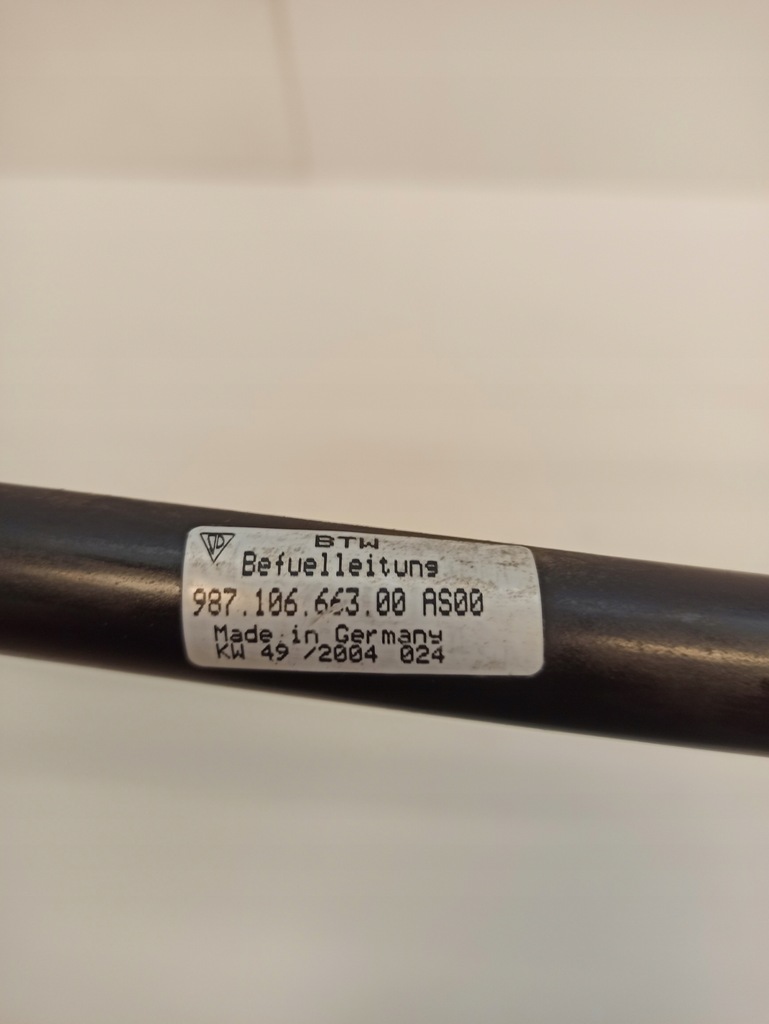 BTW
Befuelleitung
987.106.663.00 AS00
Made in Germany
KW 49 /2004 024